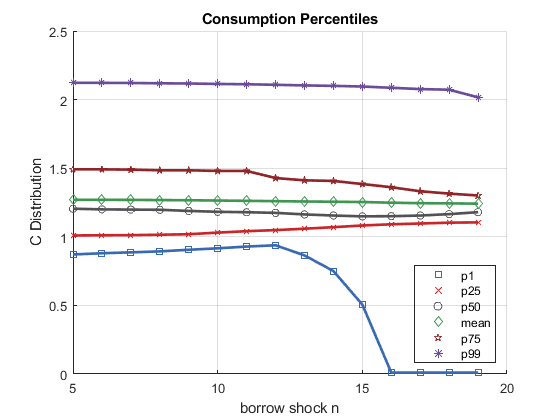 Consumption Percentiles
2.5
2
1.5
1
0.5
0
C Distribution
p1
p25
p50
mean
p75
p99
5
10
15
20
borrow shock n